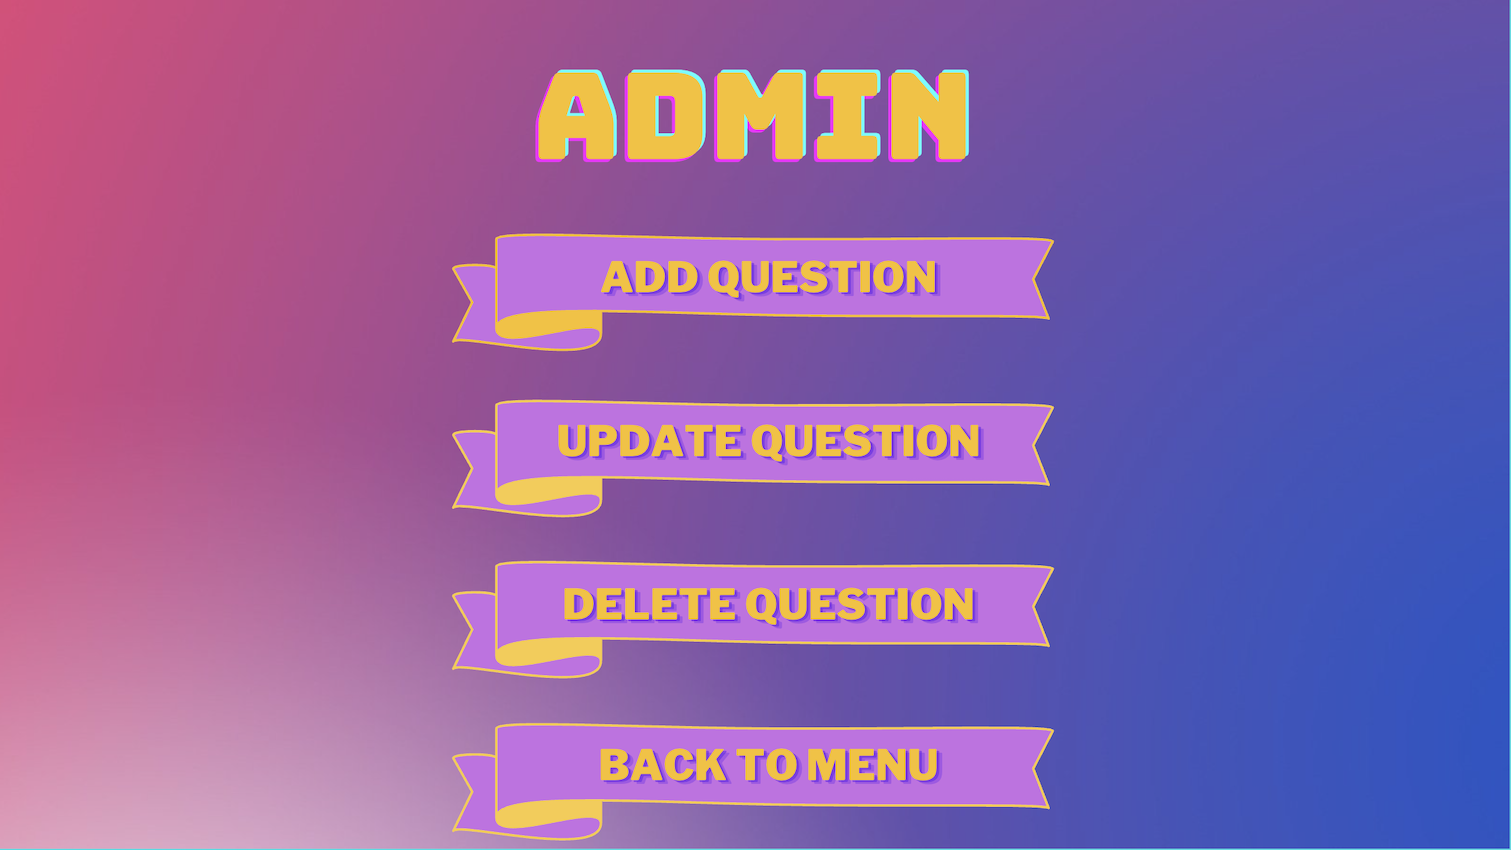 ADMIN
ADD QUESTION
UPDATE QUESTION
DELETE QUESTION
BACK TO MENU